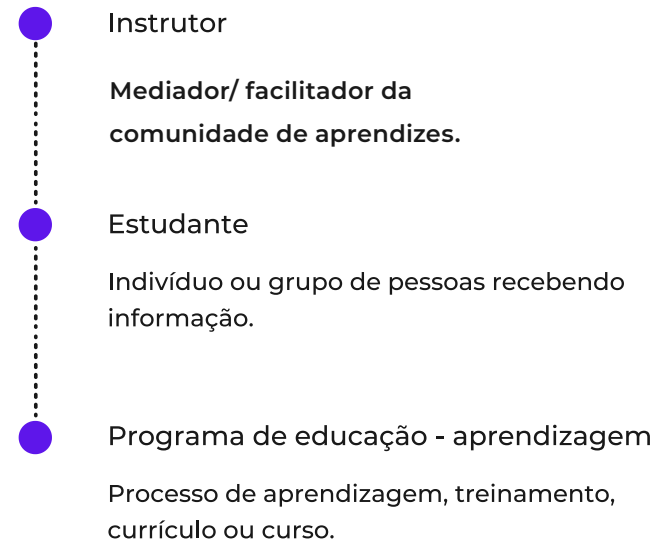 Instrutor
Mediador/ facilitador da
comunidade de aprendizes.
Estudante
Indivíduo ou grupo de pessoas recebendo
informação.
Programa de educação - aprendizagem
Processo de aprendizagem, treinamento,
currículo ou curso.